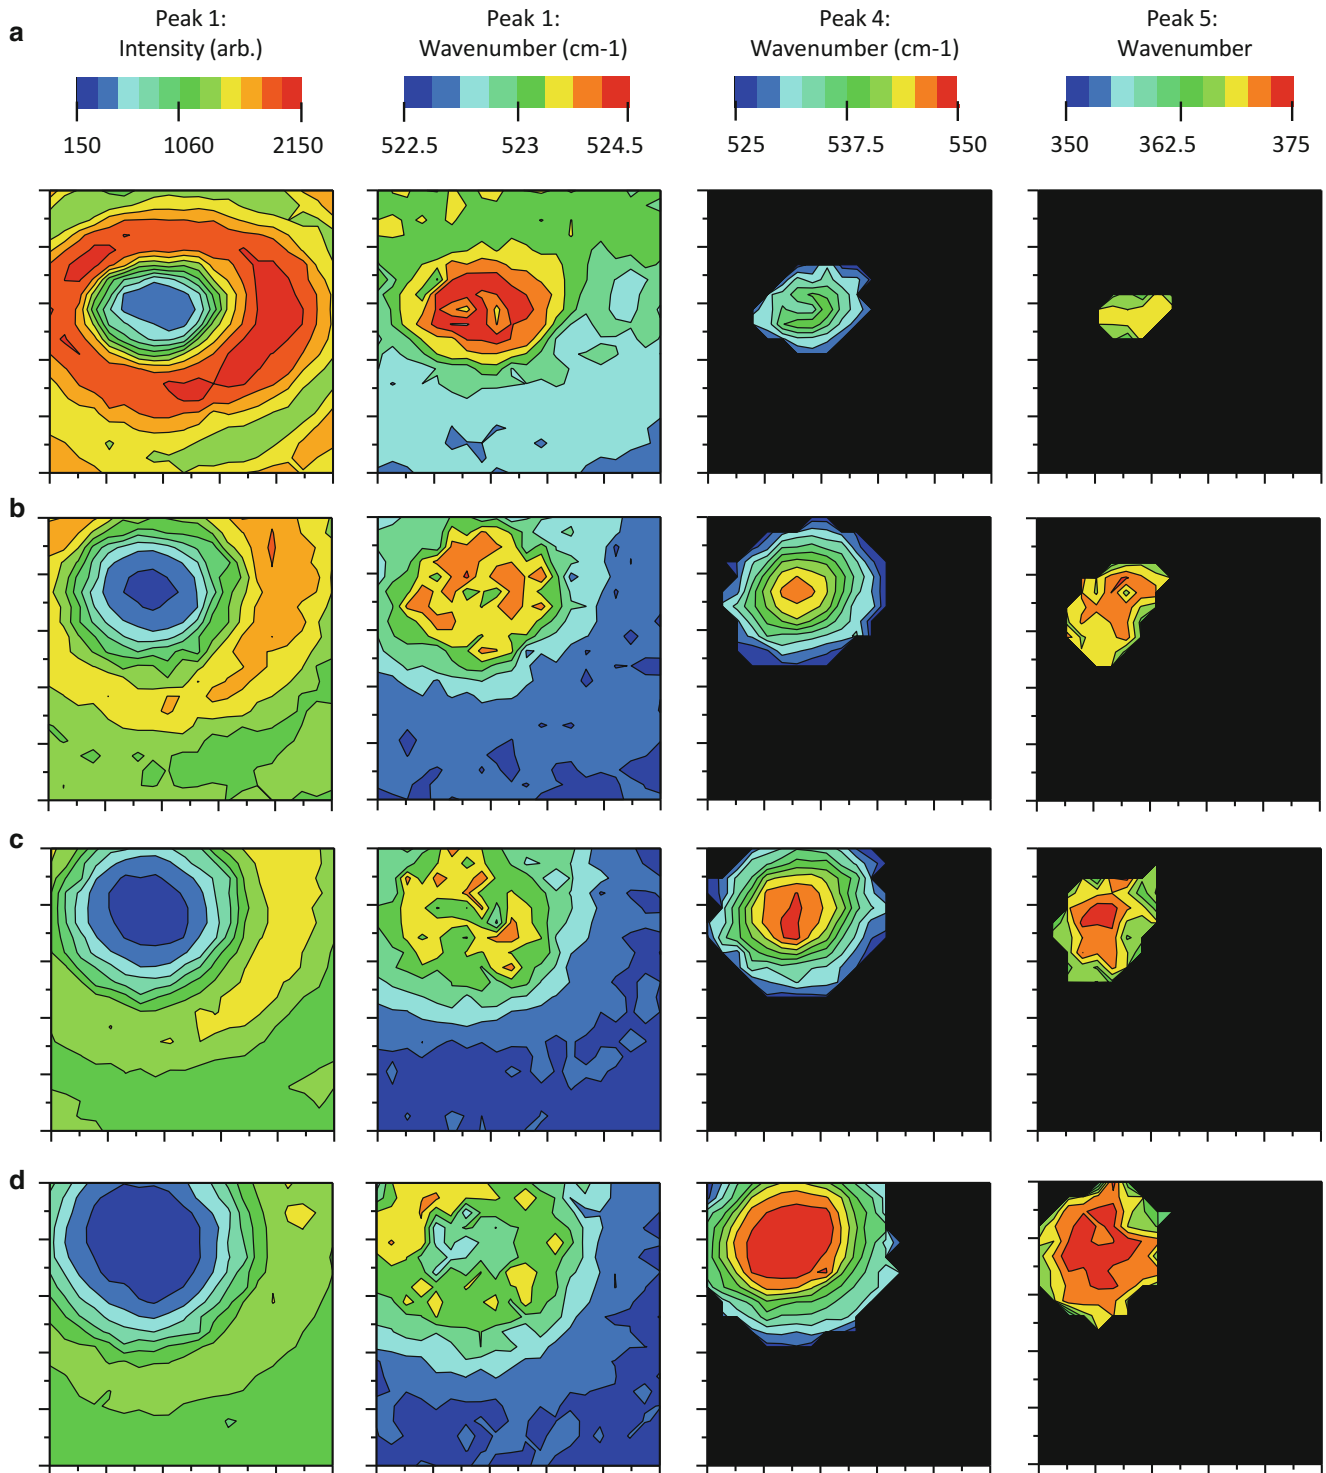 a
Peak 1:
Intensity (arb.)
Peak 1:
Wavenumber (cm-1)
Peak 4:
Wavenumber (cm-1)
Peak 5:
Wavenumber
150 1060 2150
522.5 523 524.5
525 537.5 550
350 362.5 375
b
c
d